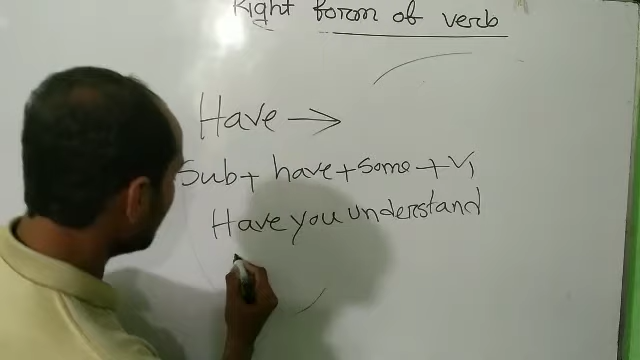 Right form of verb
Have →
Sub+ have+some+V1
Have you understand